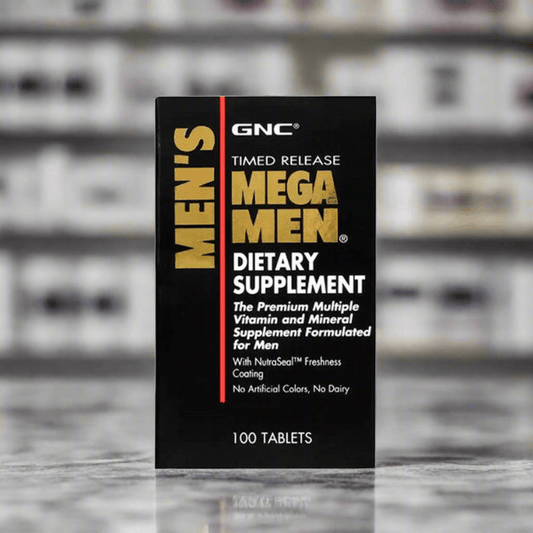 MEN'S
GNC®
TIMED RELEASE
MEGA
MEN®
DIETARY
SUPPLEMENT
The Premium Multiple
Vitamin and Mineral
Supplement Formulated
for Men
With NutraSeal™ Freshness
Coating
No Artificial Colors, No Dairy
100 TABLETS